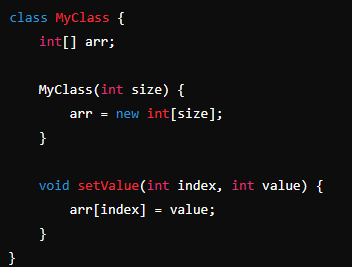 class MyClass {
    int[] arr;

    MyClass(int size) {
        arr = new int[size];
    }

    void setValue(int index, int value) {
        arr[index] = value;
    }
}